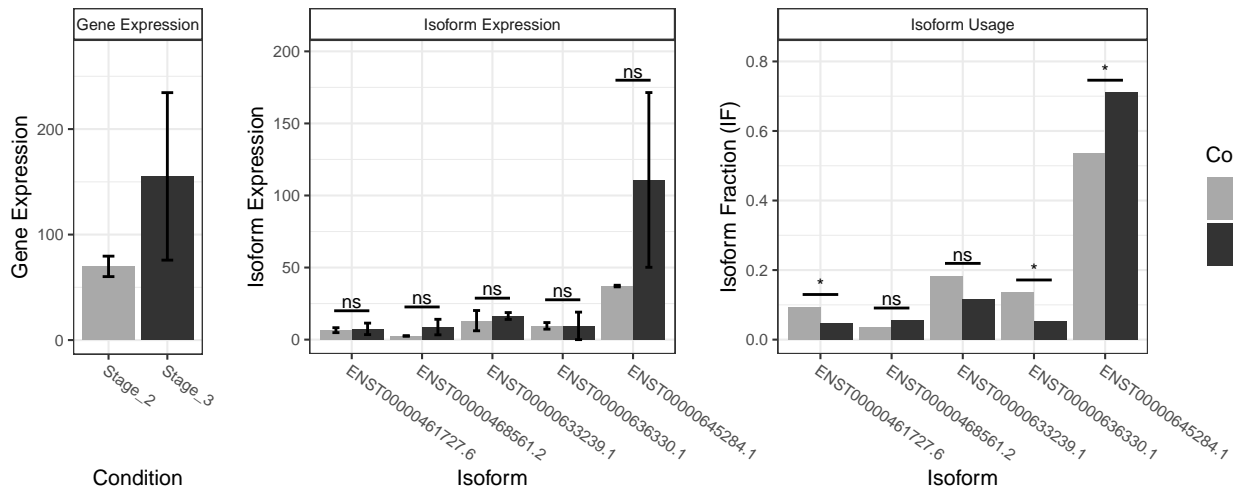 Gene Expression
Isoform Expression
Isoform Usage
Gene Expression
0
100
200
Stage_2
Stage_3
Condition
Isoform Expression
0
50
100
150
200
ns
ns
ns
ns
ns
ENST00000461727.6
ENST00000468561.2
ENST00000633239.1
ENST00000636330.1
ENST00000645284.1
Isoform
Isoform Fraction (IF)
0.0
0.2
0.4
0.6
0.8
*
ns
ns
*
*
ENST00000461727.6
ENST00000468561.2
ENST00000633239.1
ENST00000636330.1
ENST00000645284.1
Isoform
Co